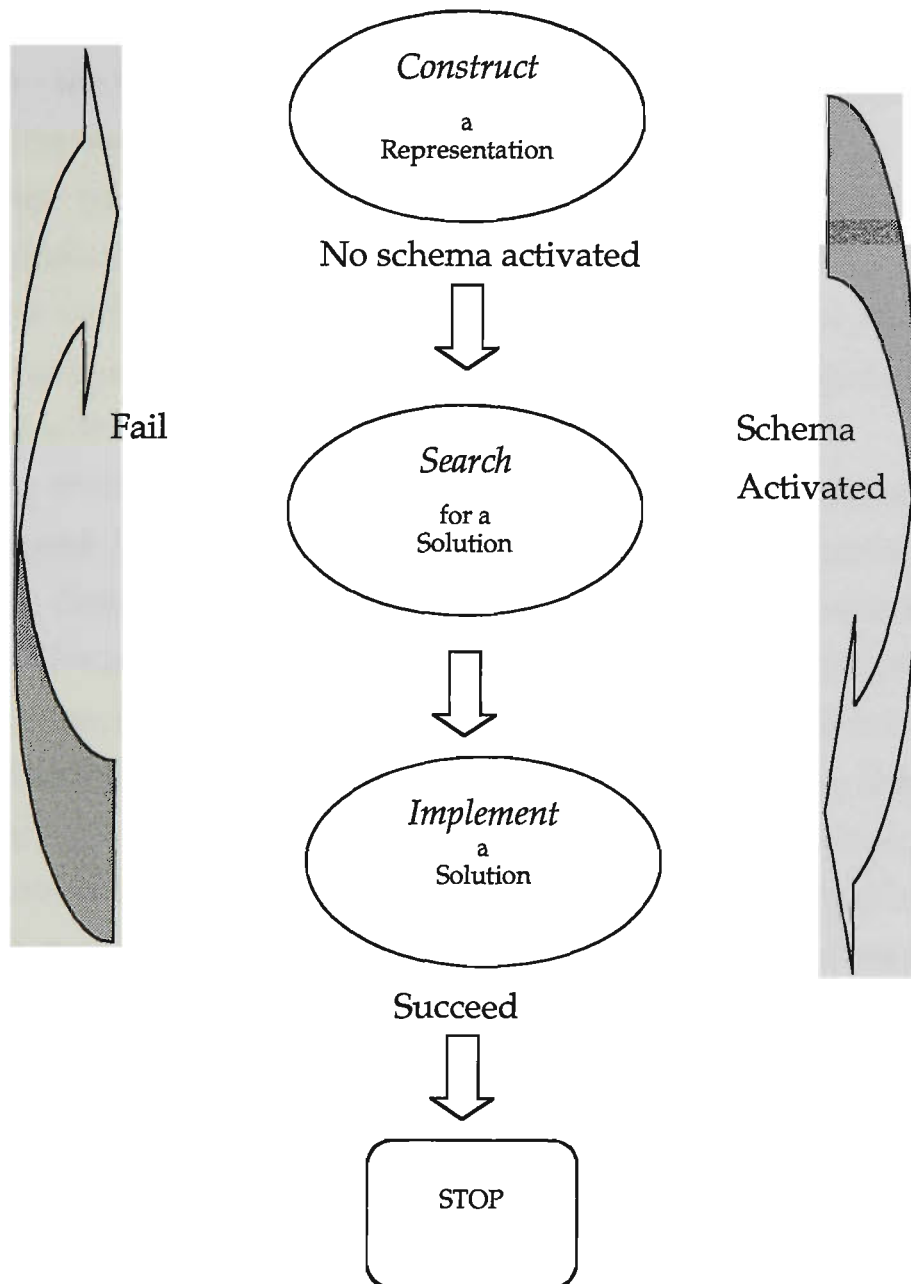 Construct
a
Representation
No schema activated
Fail
Search
for a
Solution
Schema
Activated
Implement
a
Solution
Succeed
STOP